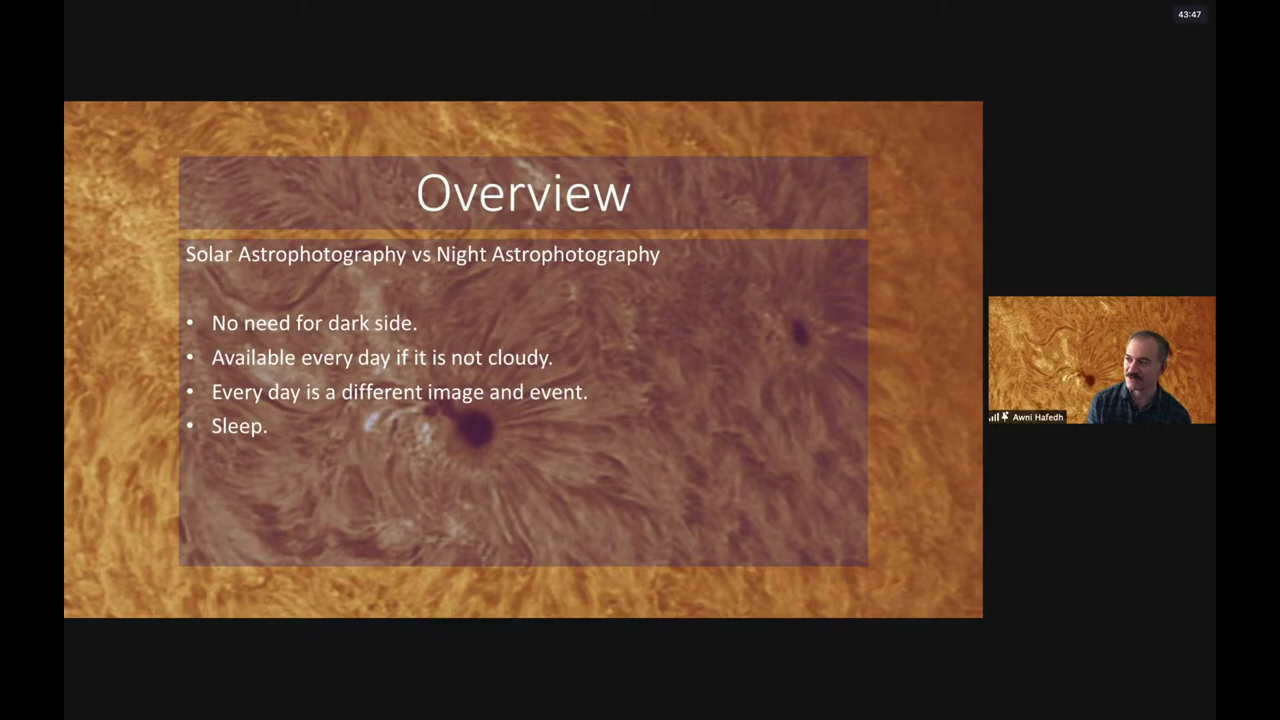 43:47
Overview
Solar Astrophotography vs Night Astrophotography
• No need for dark side.
• Available every day if it is not cloudy.
• Every day is a different image and event.
• Sleep.
Awni Hafedh